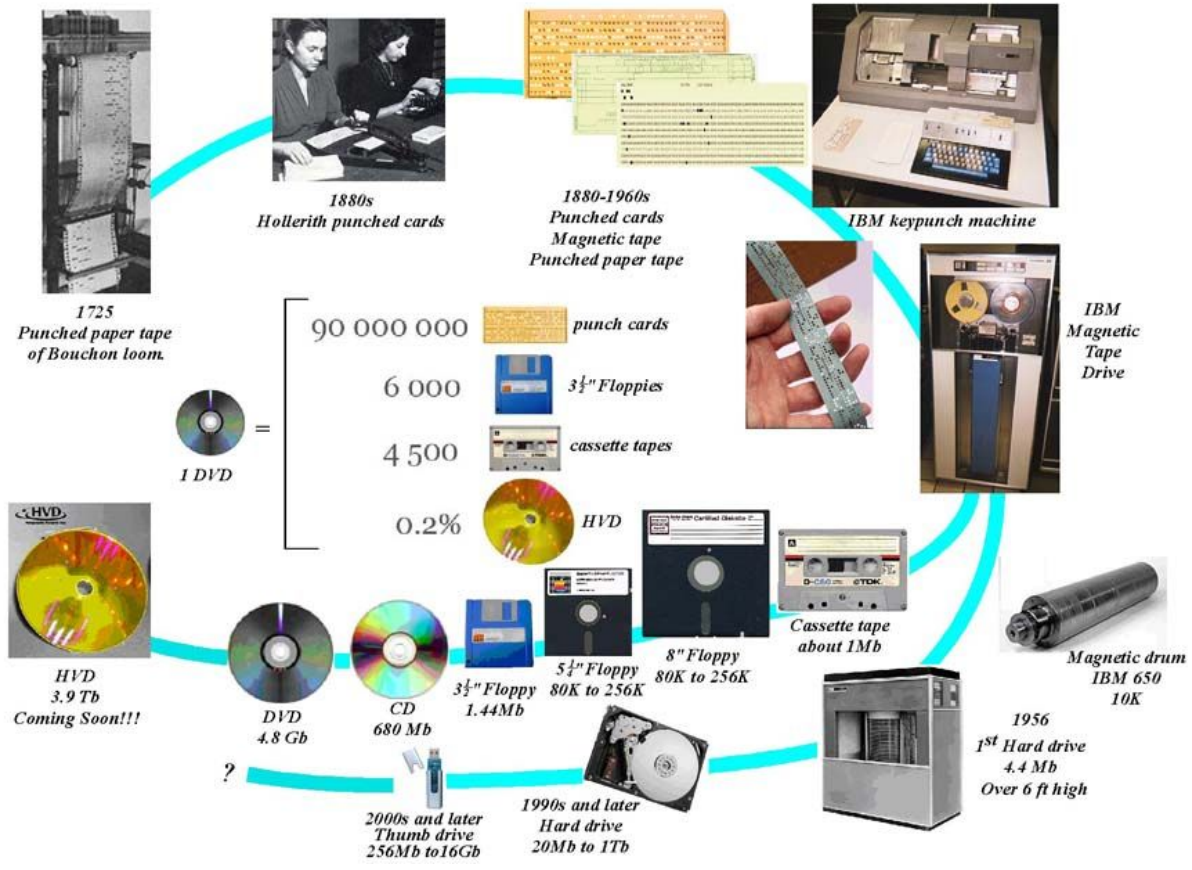 1725
Punched paper tape
of Bouchon loom.
1880s
Hollerith punched cards
1880-1960s
Punched cards
Magnetic tape
Punched paper tape
IBM keypunch machine
IBM
Magnetic
Tape
Drive
1 DVD
=
90 000 000 punch cards
6 000 3½" Floppies
4 500 cassette tapes
0.2% HVD
HVD
HVD
3.9 Tb
Coming Soon!!!
DVD
4.8 Gb
CD
680 Mb
3½" Floppy
1.44Mb
5¼" Floppy
80K to 256K
Certified Diskette
8" Floppy
80K to 256K
A
D-C60
TDK
Cassette tape
about 1Mb
Magnetic drum
IBM 650
10K
1956
1st Hard drive
4.4 Mb
Over 6 ft high
1990s and later
Hard drive
20Mb to 1Tb
2000s and later
Thumb drive
256Mb to16Gb
?